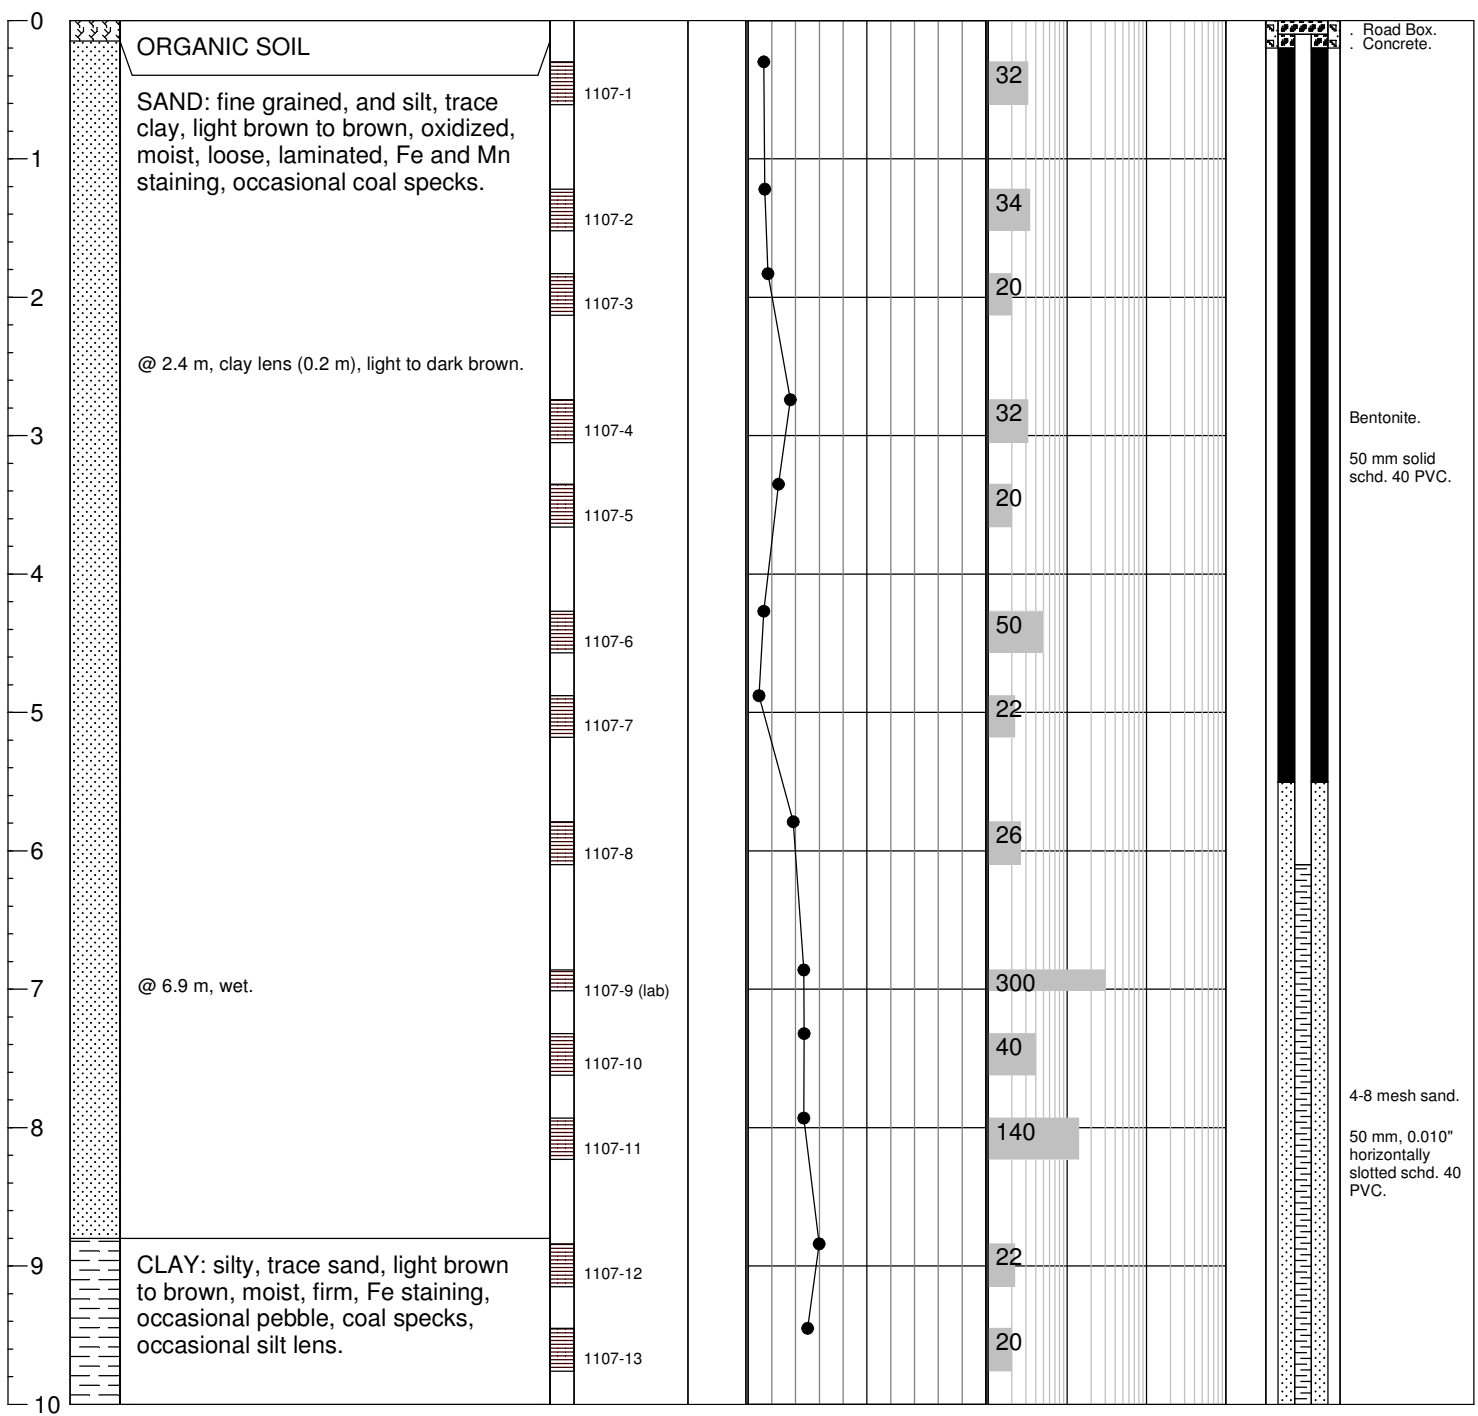 0
ORGANIC SOIL
. Road Box.
. Concrete.
SAND: fine grained, and silt, trace
clay, light brown to brown, oxidized,
moist, loose, laminated, Fe and Mn
staining, occasional coal specks.
1107-1
32
1
1107-2
34
1107-3
20
2
@ 2.4 m, clay lens (0.2 m), light to dark brown.
1107-4
32
Bentonite.
3
50 mm solid
schd. 40 PVC.
1107-5
20
4
1107-6
50
1107-7
22
5
1107-8
26
6
@ 6.9 m, wet.
1107-9 (lab)
300
7
1107-10
40
4-8 mesh sand.
8
1107-11
140
50 mm, 0.010"
horizontally
slotted schd. 40
PVC.
CLAY: silty, trace sand, light brown
to brown, moist, firm, Fe staining,
occasional pebble, coal specks,
occasional silt lens.
9
1107-12
22
1107-13
20
10